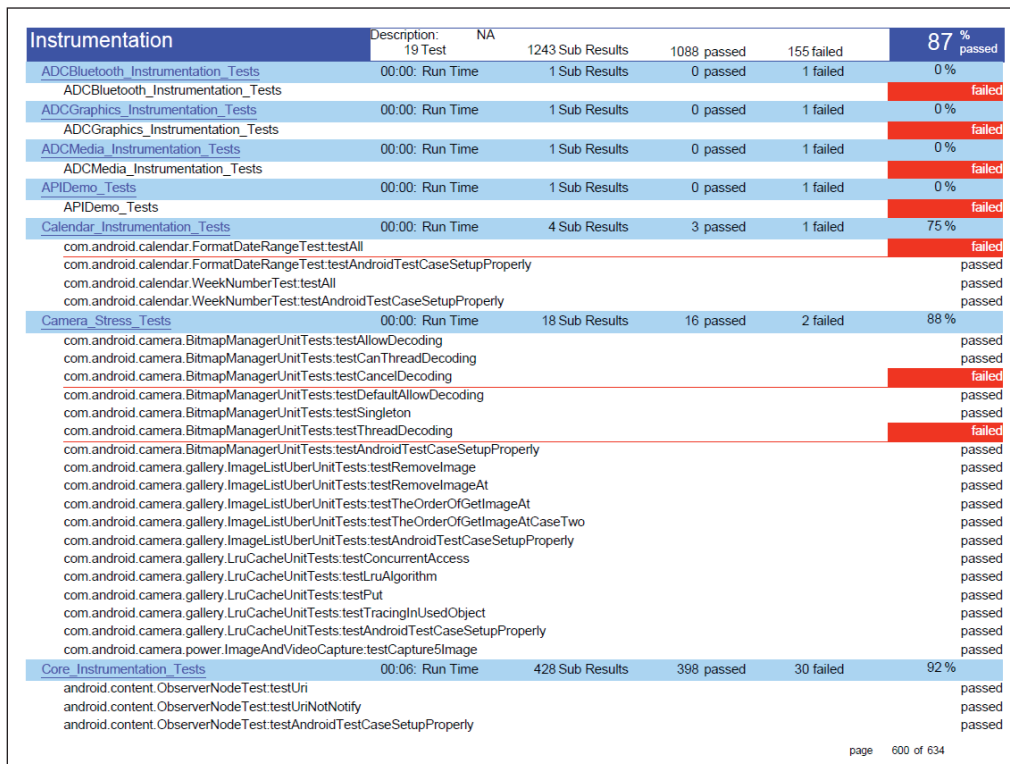 Instrumentation Description: NA 19 Test 1243 Sub Results 1088 passed 155 failed 87 % passed
ADCBluetooth_Instrumentation_Tests 00:00: Run Time 1 Sub Results 0 passed 1 failed 0 %
ADCBluetooth_Instrumentation_Tests failed
ADCGraphics_Instrumentation_Tests 00:00: Run Time 1 Sub Results 0 passed 1 failed 0 %
ADCGraphics_Instrumentation_Tests failed
ADCMedia_Instrumentation_Tests 00:00: Run Time 1 Sub Results 0 passed 1 failed 0 %
ADCMedia_Instrumentation_Tests failed
APIDemo_Tests 00:00: Run Time 1 Sub Results 0 passed 1 failed 0 %
APIDemo_Tests failed
Calendar_Instrumentation_Tests 00:00: Run Time 4 Sub Results 3 passed 1 failed 75 %
com.android.calendar.FormatDateRangeTest:testAll failed
com.android.calendar.FormatDateRangeTest:testAndroidTestCaseSetupProperly passed
com.android.calendar.WeekNumberTest:testAll passed
com.android.calendar.WeekNumberTest:testAndroidTestCaseSetupProperly passed
Camera_Stress_Tests 00:00: Run Time 18 Sub Results 16 passed 2 failed 88 %
com.android.camera.BitmapManagerUnitTests:testAllowDecoding passed
com.android.camera.BitmapManagerUnitTests:testCanThreadDecoding passed
com.android.camera.BitmapManagerUnitTests:testCancelDecoding failed
com.android.camera.BitmapManagerUnitTests:testDefaultAllowDecoding passed
com.android.camera.BitmapManagerUnitTests:testSingleton passed
com.android.camera.BitmapManagerUnitTests:testThreadDecoding failed
com.android.camera.BitmapManagerUnitTests:testAndroidTestCaseSetupProperly passed
com.android.camera.gallery.ImageListUberUnitTests:testRemoveImage passed
com.android.camera.gallery.ImageListUberUnitTests:testRemoveImageAt passed
com.android.camera.gallery.ImageListUberUnitTests:testTheOrderOfGetImageAt passed
com.android.camera.gallery.ImageListUberUnitTests:testTheOrderOfGetImageAtCaseTwo passed
com.android.camera.gallery.ImageListUberUnitTests:testAndroidTestCaseSetupProperly passed
com.android.camera.gallery.LruCacheUnitTests:testConcurrentAccess passed
com.android.camera.gallery.LruCacheUnitTests:testLruAlgorithm passed
com.android.camera.gallery.LruCacheUnitTests:testPut passed
com.android.camera.gallery.LruCacheUnitTests:testTracingInUsedObject passed
com.android.camera.gallery.LruCacheUnitTests:testAndroidTestCaseSetupProperly passed
com.android.camera.power.ImageAndVideoCapture:testCapture5Image passed
Core_Instrumentation_Tests 00:06: Run Time 428 Sub Results 398 passed 30 failed 92 %
android.content.ObserverNodeTest:testUri passed
android.content.ObserverNodeTest:testUriNotNotify passed
android.content.ObserverNodeTest:testAndroidTestCaseSetupProperly passed
page 600 of 634